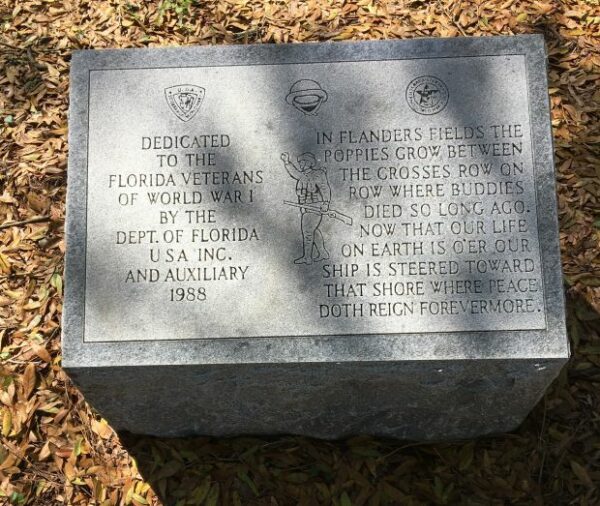 DEDICATED
TO THE
FLORIDA VETERANS
OF WORLD WAR I
BY THE
DEPT. OF FLORIDA
U S A INC.
AND AUXILIARY
1988
IN FLANDERS FIELDS THE
POPPIES GROW BETWEEN
THE CROSSES ROW ON
ROW WHERE BUDDIES
DIED SO LONG AGO.
NOW THAT OUR LIFE
ON EARTH IS O'ER OUR
SHIP IS STEERED TOWARD
THAT SHORE WHERE PEACE
DOTH REIGN FOREVERMORE.